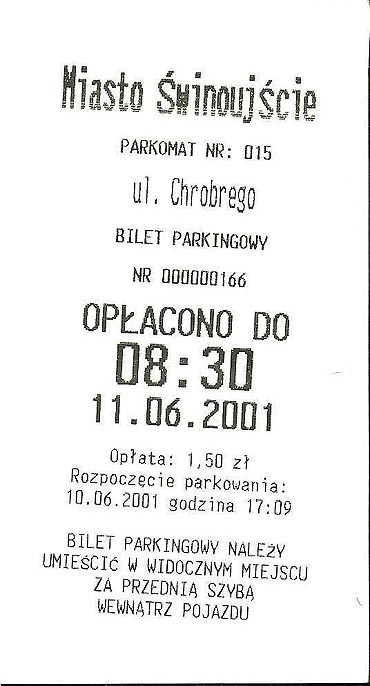 Miasto Świnoujście
PARKOMAT NR: 015
ul. Chrobrego
BILET PARKINGOWY
NR 000000166
OPŁACONO DO
08:30
11.06.2001
Opłata: 1,50 zł
Rozpoczęcie parkowania:
10.06.2001 godzina 17:09
BILET PARKINGOWY NALEŻY
UMIEŚCIĆ W WIDOCZNYM MIEJSCU
ZA PRZEDNIĄ SZYBĄ
WEWNĄTRZ POJAZDU